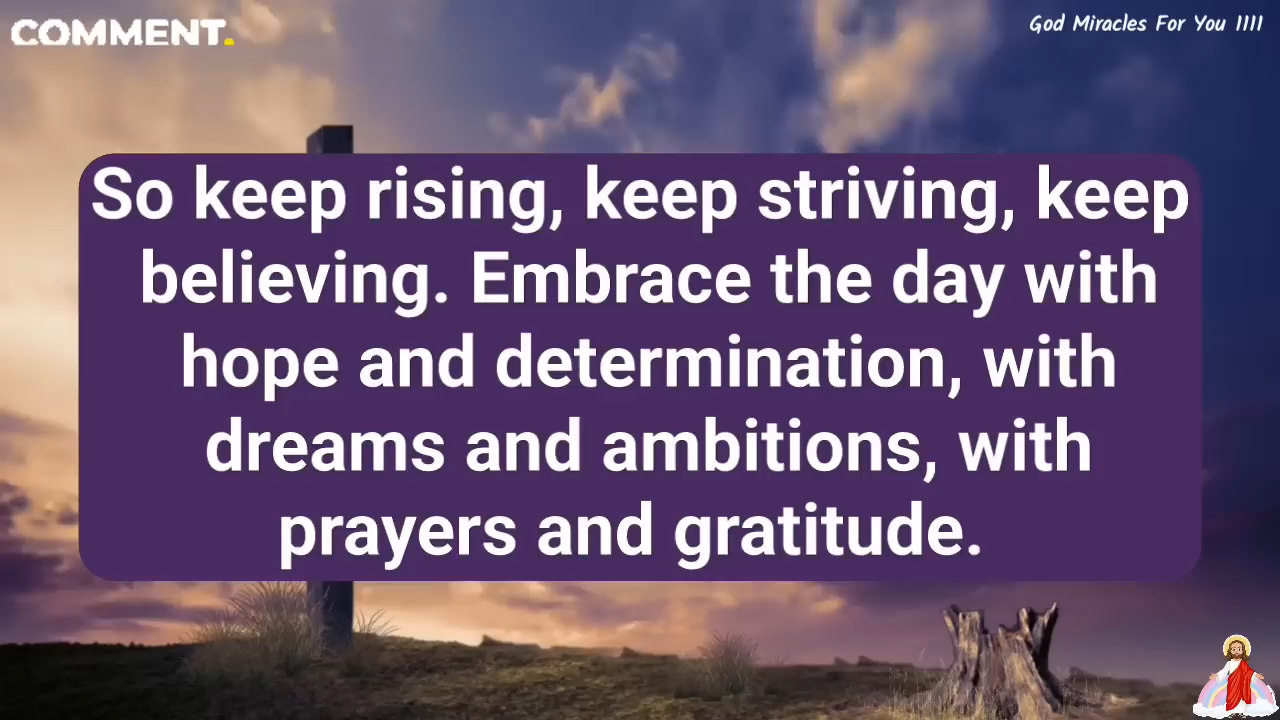 COMMENT.
God Miracles For You 1111
So keep rising, keep striving, keep
believing. Embrace the day with
hope and determination, with
dreams and ambitions, with
prayers and gratitude.